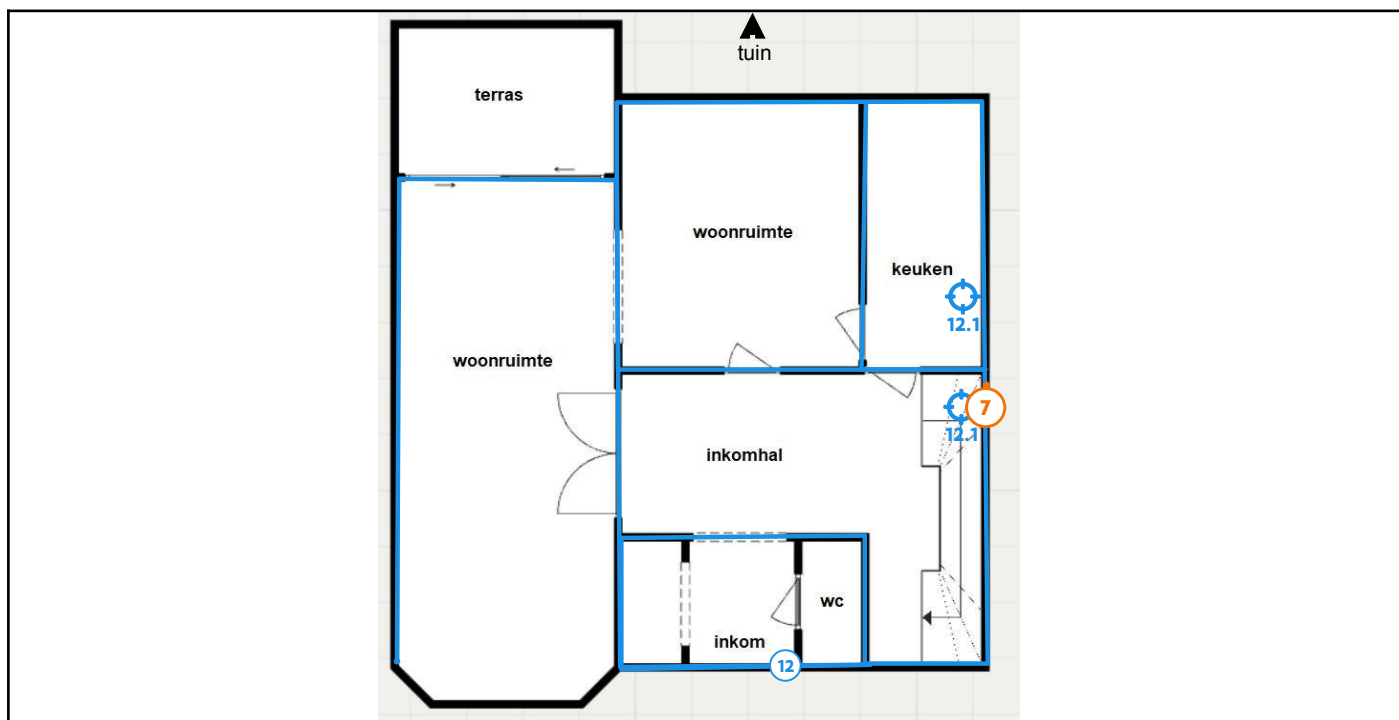 tuin
terras
woonruimte
keuken
12.1
woonruimte
7
12.1
inkomhal
wc
inkom
12